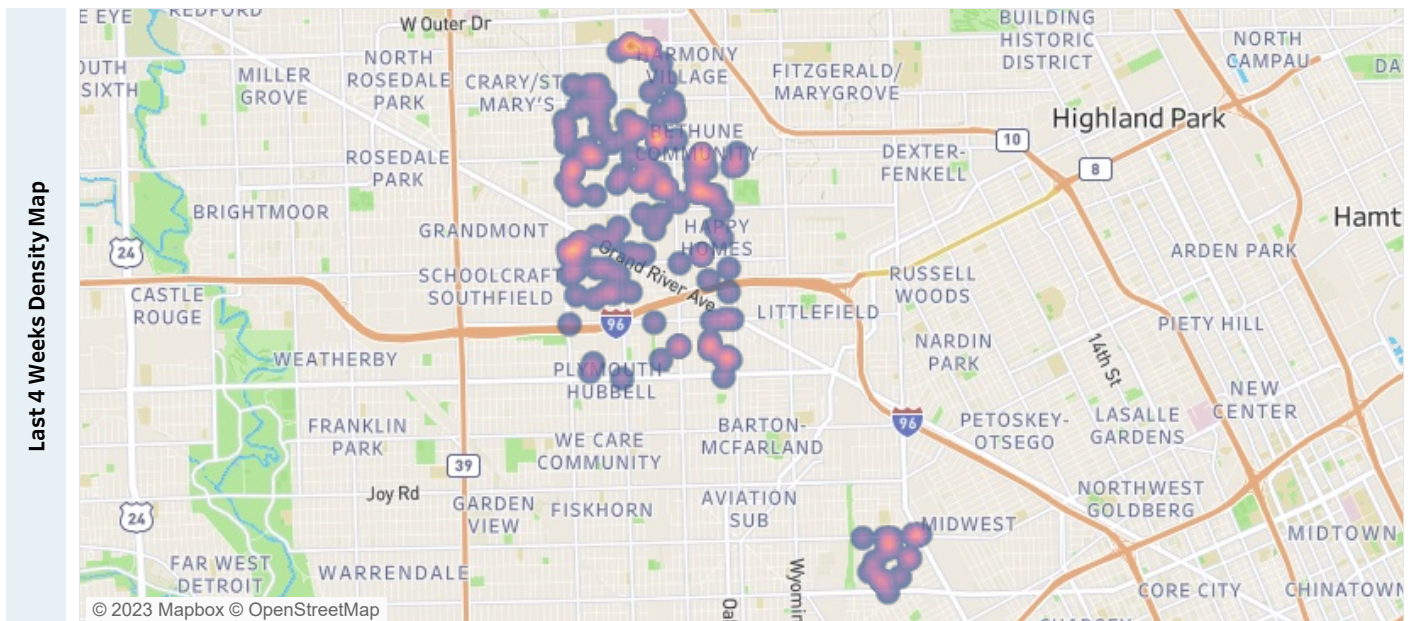 Last 4 Weeks Density Map
W Outer Dr
BUILDING
HISTORIC
DISTRICT
NORTH
CAMPAU
NORTH
ROSEDALE
PARK
MILLER
GROVE
CRARY/ST
MARY'S
HARMONY
VILLAGE
FITZGERALD/
MARYGROVE
SIXTH
Highland Park
10
8
BETHUNE
COMMUNITY
DEXTER-
FENKELL
ROSEDALE
PARK
BRIGHTMOOR
GRANDMONT
HAPPY
HOMES
Hamt
24
ARDEN PARK
Grand River Ave
SCHOOLCRAFT
SOUTHFIELD
RUSSELL
WOODS
CASTLE
ROUGE
96
LITTLEFIELD
PIETY HILL
NARDIN
PARK
14th St
WEATHERBY
PLYMOUTH
HUBBELL
NEW
CENTER
FRANKLIN
PARK
WE CARE
COMMUNITY
BARTON-
MCFARLAND
96
PETOSKEY-
OTSEGO
LASALLE
GARDENS
39
Joy Rd
GARDEN
VIEW
FISKHORN
AVIATION
SUB
NORTHWEST
GOLDBERG
24
MIDWEST
MIDTOWN
FAR WEST
DETROIT
WARRENDALE
Wyomin
CORE CITY
CHINATOWN
© 2023 Mapbox © OpenStreetMap